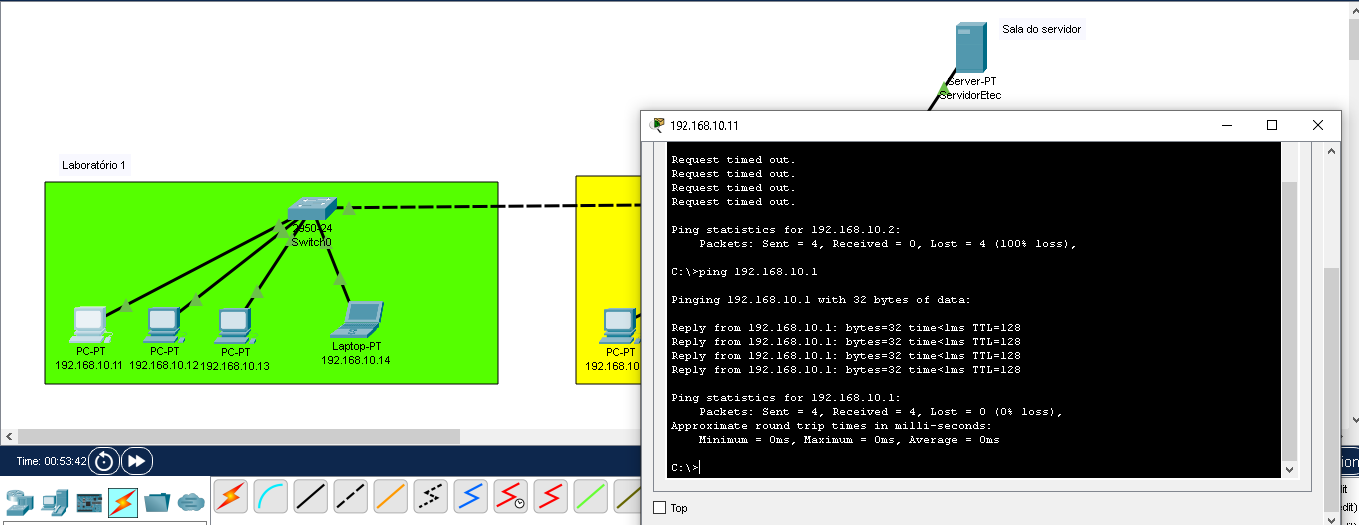 Sala do servidor
Server-PT
ServidorEtec
192.168.10.11
Laboratório 1
2950-24
Switch0
PC-PT
192.168.10.11
PC-PT
192.168.10.12
PC-PT
192.168.10.13
Laptop-PT
192.168.10.14
PC-PT
192.168.10.
Request timed out.
Request timed out.
Request timed out.
Request timed out.
Ping statistics for 192.168.10.2:
Packets: Sent = 4, Received = 0, Lost = 4 (100% loss),
C:\>ping 192.168.10.1
Pinging 192.168.10.1 with 32 bytes of data:
Reply from 192.168.10.1: bytes=32 time<1ms TTL=128
Reply from 192.168.10.1: bytes=32 time<1ms TTL=128
Reply from 192.168.10.1: bytes=32 time<1ms TTL=128
Reply from 192.168.10.1: bytes=32 time<1ms TTL=128
Ping statistics for 192.168.10.1:
Packets: Sent = 4, Received = 4, Lost = 0 (0% loss),
Approximate round trip times in milli-seconds:
Minimum = 0ms, Maximum = 0ms, Average = 0ms
C:\>
Time: 00:53:42
Top